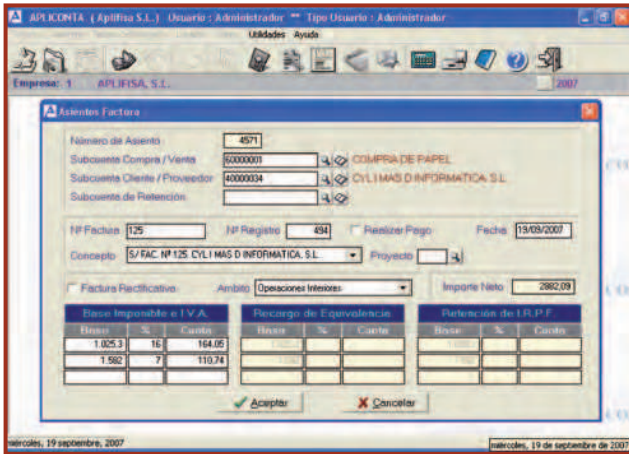 APLICONTA ( Aplifisa S.L.) Usuario : Administrador ** Tipo Usuario : Administrador
Utilidades Ayuda
Empresa: 1 APLIFISA, S.L. 2007
Asientos Factura
Número de Asiento 4571
Subcuenta Compra / Venta 60000001 COMPRA DE PAPEL
Subcuenta Cliente / Proveedor 40000034 CYL I MAS D INFORMATICA. S.L.
Subcuenta de Retención
Nº Factura 125 Nº Registro 494 Realizar Pago Fecha 19/09/2007
Concepto S/ FAC. Nº 125. CYL I MAS D INFORMATICA. S.L. Proyecto
Factura Rectificativa Ambito Operaciones Interiores Importe Neto 2882,09
Base Imponible e I.V.A. Recargo de Equivalencia Retención de I.R.P.F.
Base % Cuota Base % Cuota Base % Cuota
1.025,3 16 164,05
1.582 7 110,74
Aceptar Cancelar
miércoles, 19 septiembre, 2007 miércoles, 19 de septiembre de 2007